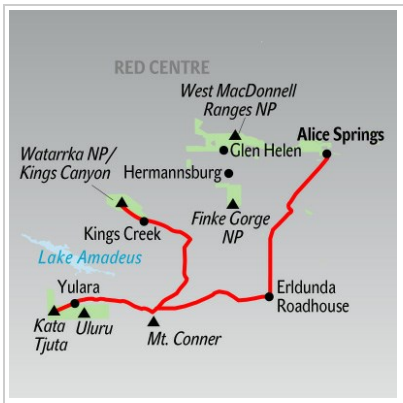 RED CENTRE
West MacDonnell
Ranges NP
Alice Springs
Glen Helen
Watarrka NP/
Kings Canyon
Hermannsburg
Finke Gorge
NP
Kings Creek
Lake Amadeus
Yulara
Erldunda
Roadhouse
Kata
Tjuta
Uluru
Mt. Conner